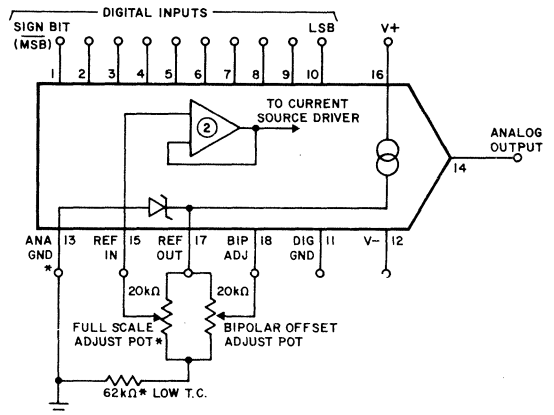 DIGITAL INPUTS
SIGN BIT
(MSB)
LSB
V+
1 2 3 4 5 6 7 8 9 10 16
2
TO CURRENT
SOURCE DRIVER
ANALOG
OUTPUT
14
ANA
GND
*
13
REF
IN
15
REF
OUT
17
BIP
ADJ
18
DIG
GND
11
V-
12
20kΩ
20kΩ
FULL SCALE
ADJUST POT*
BIPOLAR OFFSET
ADJUST POT
62kΩ* LOW T.C.